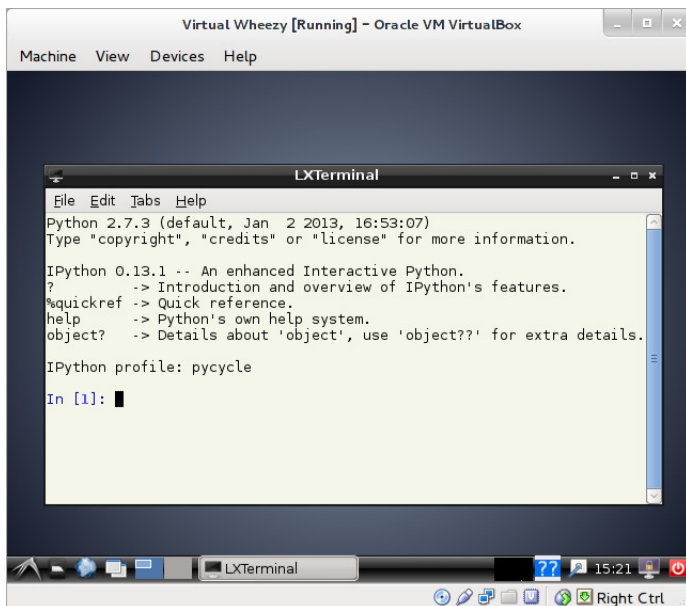 Virtual Wheezy [Running] - Oracle VM VirtualBox
Machine View Devices Help
LXTerminal
File Edit Tabs Help
Python 2.7.3 (default, Jan  2 2013, 16:53:07)
Type "copyright", "credits" or "license" for more information.
IPython 0.13.1 -- An enhanced Interactive Python.
?         -> Introduction and overview of IPython's features.
%quickref -> Quick reference.
help      -> Python's own help system.
object?   -> Details about 'object', use 'object??' for extra details.
IPython profile: pycycle
In [1]:
LXTerminal
??
15:21
Right Ctrl